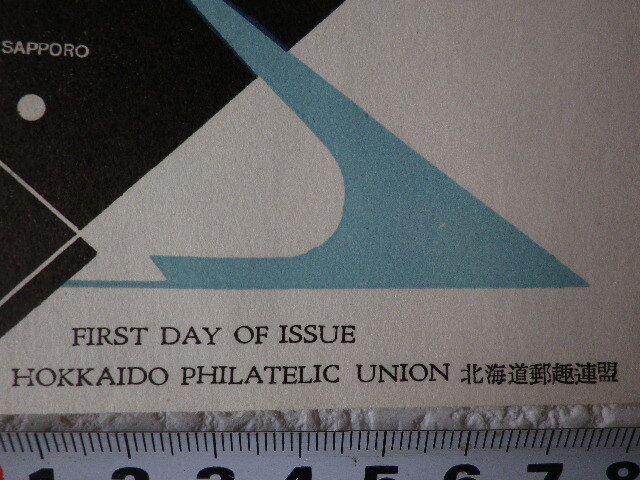 SAPPORO
FIRST DAY OF ISSUE
HOKKAIDO PHILATELIC UNION 北海道郵趣連盟
1 2 3 4 5 6 7 8